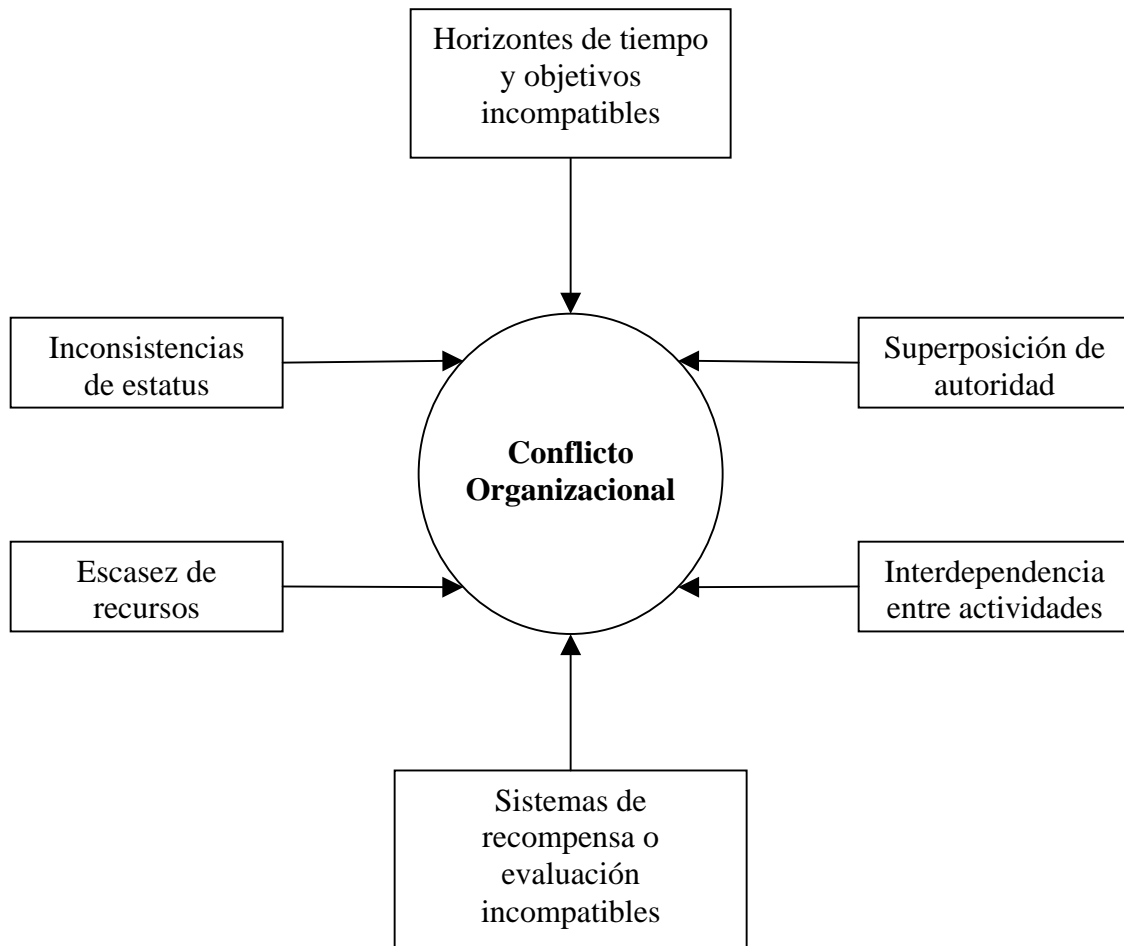 Horizontes de tiempo
y objetivos
incompatibles
Inconsistencias
de estatus
Superposición de
autoridad
Conflicto
Organizacional
Escasez de
recursos
Interdependencia
entre actividades
Sistemas de
recompensa o
evaluación
incompatibles